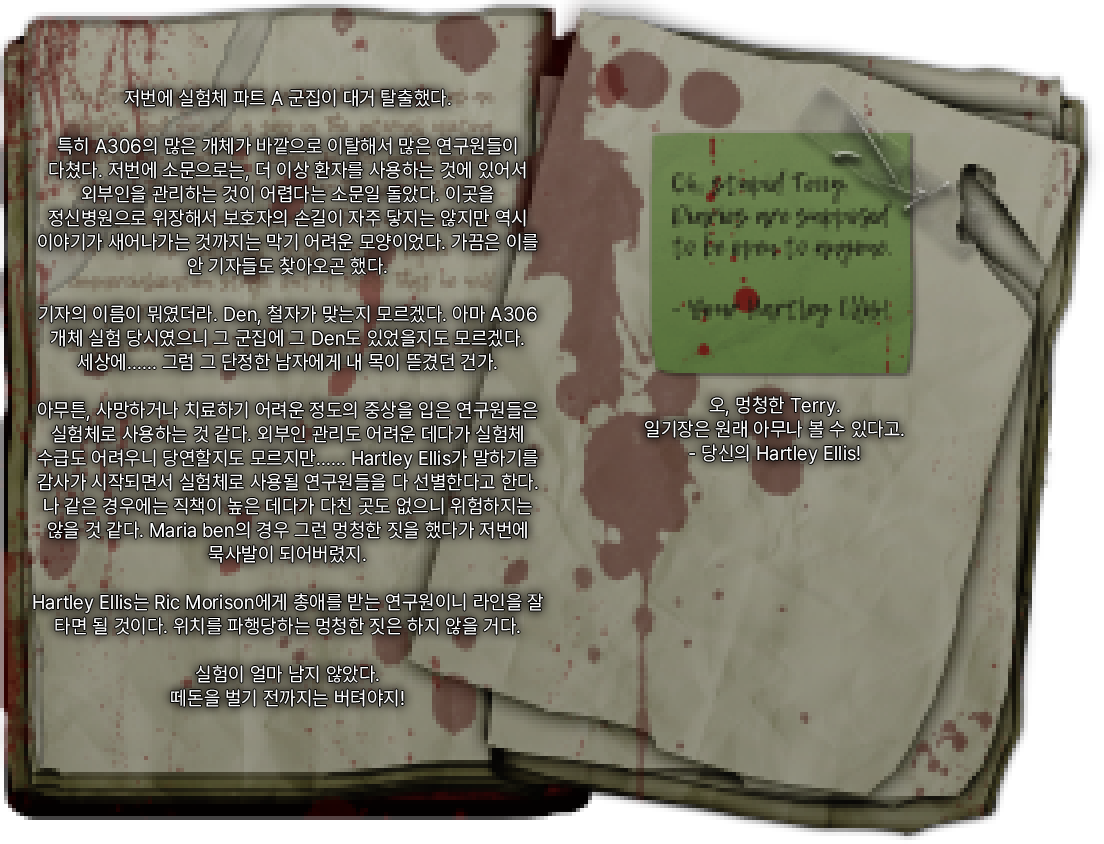 저번에 실험체 파트 A 군집이 대거 탈출했다.
특히 A306의 많은 개체가 바깥으로 이탈해서 많은 연구원들이
다쳤다. 저번에 소문으로는, 더 이상 환자를 사용하는 것에 있어서
외부인을 관리하는 것이 어렵다는 소문일 돌았다. 이곳을
정신병원으로 위장해서 보호자의 손길이 자주 닿지는 않지만 역시
이야기가 새어나가는 것까지는 막기 어려운 모양이었다. 가끔은 이를
안 기자들도 찾아오곤 했다.
기자의 이름이 뭐였더라. Den, 철자가 맞는지 모르겠다. 아마 A306
개체 실험 당시였으니 그 군집에 그 Den도 있었을지도 모르겠다.
세상에...... 그럼 그 단정한 남자에게 내 목이 뜯겼던 건가.
아무튼, 사망하거나 치료하기 어려운 정도의 중상을 입은 연구원들은
실험체로 사용하는 것 같다. 외부인 관리도 어려운 데다가 실험체
수급도 어려우니 당연할지도 모르지만...... Hartley Ellis가 말하기를
감사가 시작되면서 실험체로 사용될 연구원들을 다 선별한다고 한다.
나 같은 경우에는 직책이 높은 데다가 다친 곳도 없으니 위험하지는
않을 것 같다. Maria ben의 경우 그런 멍청한 짓을 했다가 저번에
묵사발이 되어버렸지.
Hartley Ellis는 Ric Morison에게 총애를 받는 연구원이니 라인을 잘
타면 될 것이다. 위치를 파행당하는 멍청한 짓은 하지 않을 거다.
실험이 얼마 남지 않았다.
떼돈을 벌기 전까지는 버텨야지!
Oh, stupid Terry.
Diaries are supposed
to be open to anyone.
- Your Hartley Ellis!
오, 멍청한 Terry.
일기장은 원래 아무나 볼 수 있다고.
- 당신의 Hartley Ellis!